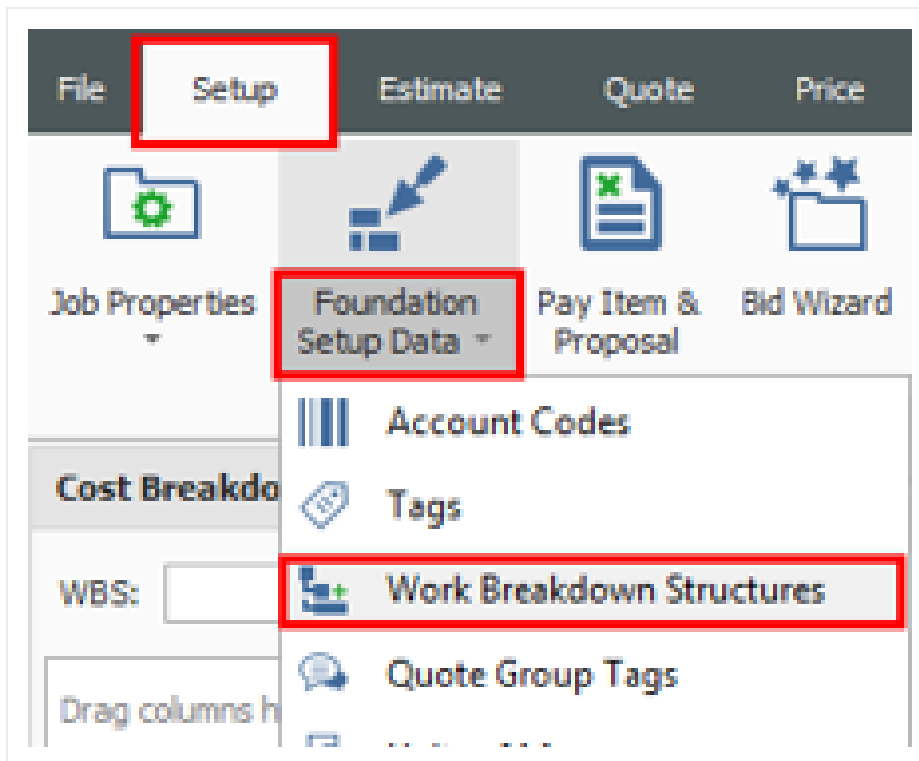 File Setup Estimate Quote Price
Job Properties Foundation Setup Data Pay Item & Proposal Bid Wizard
Account Codes
Cost Breakdo
Tags
WBS:
Work Breakdown Structures
Quote Group Tags
Drag columns h